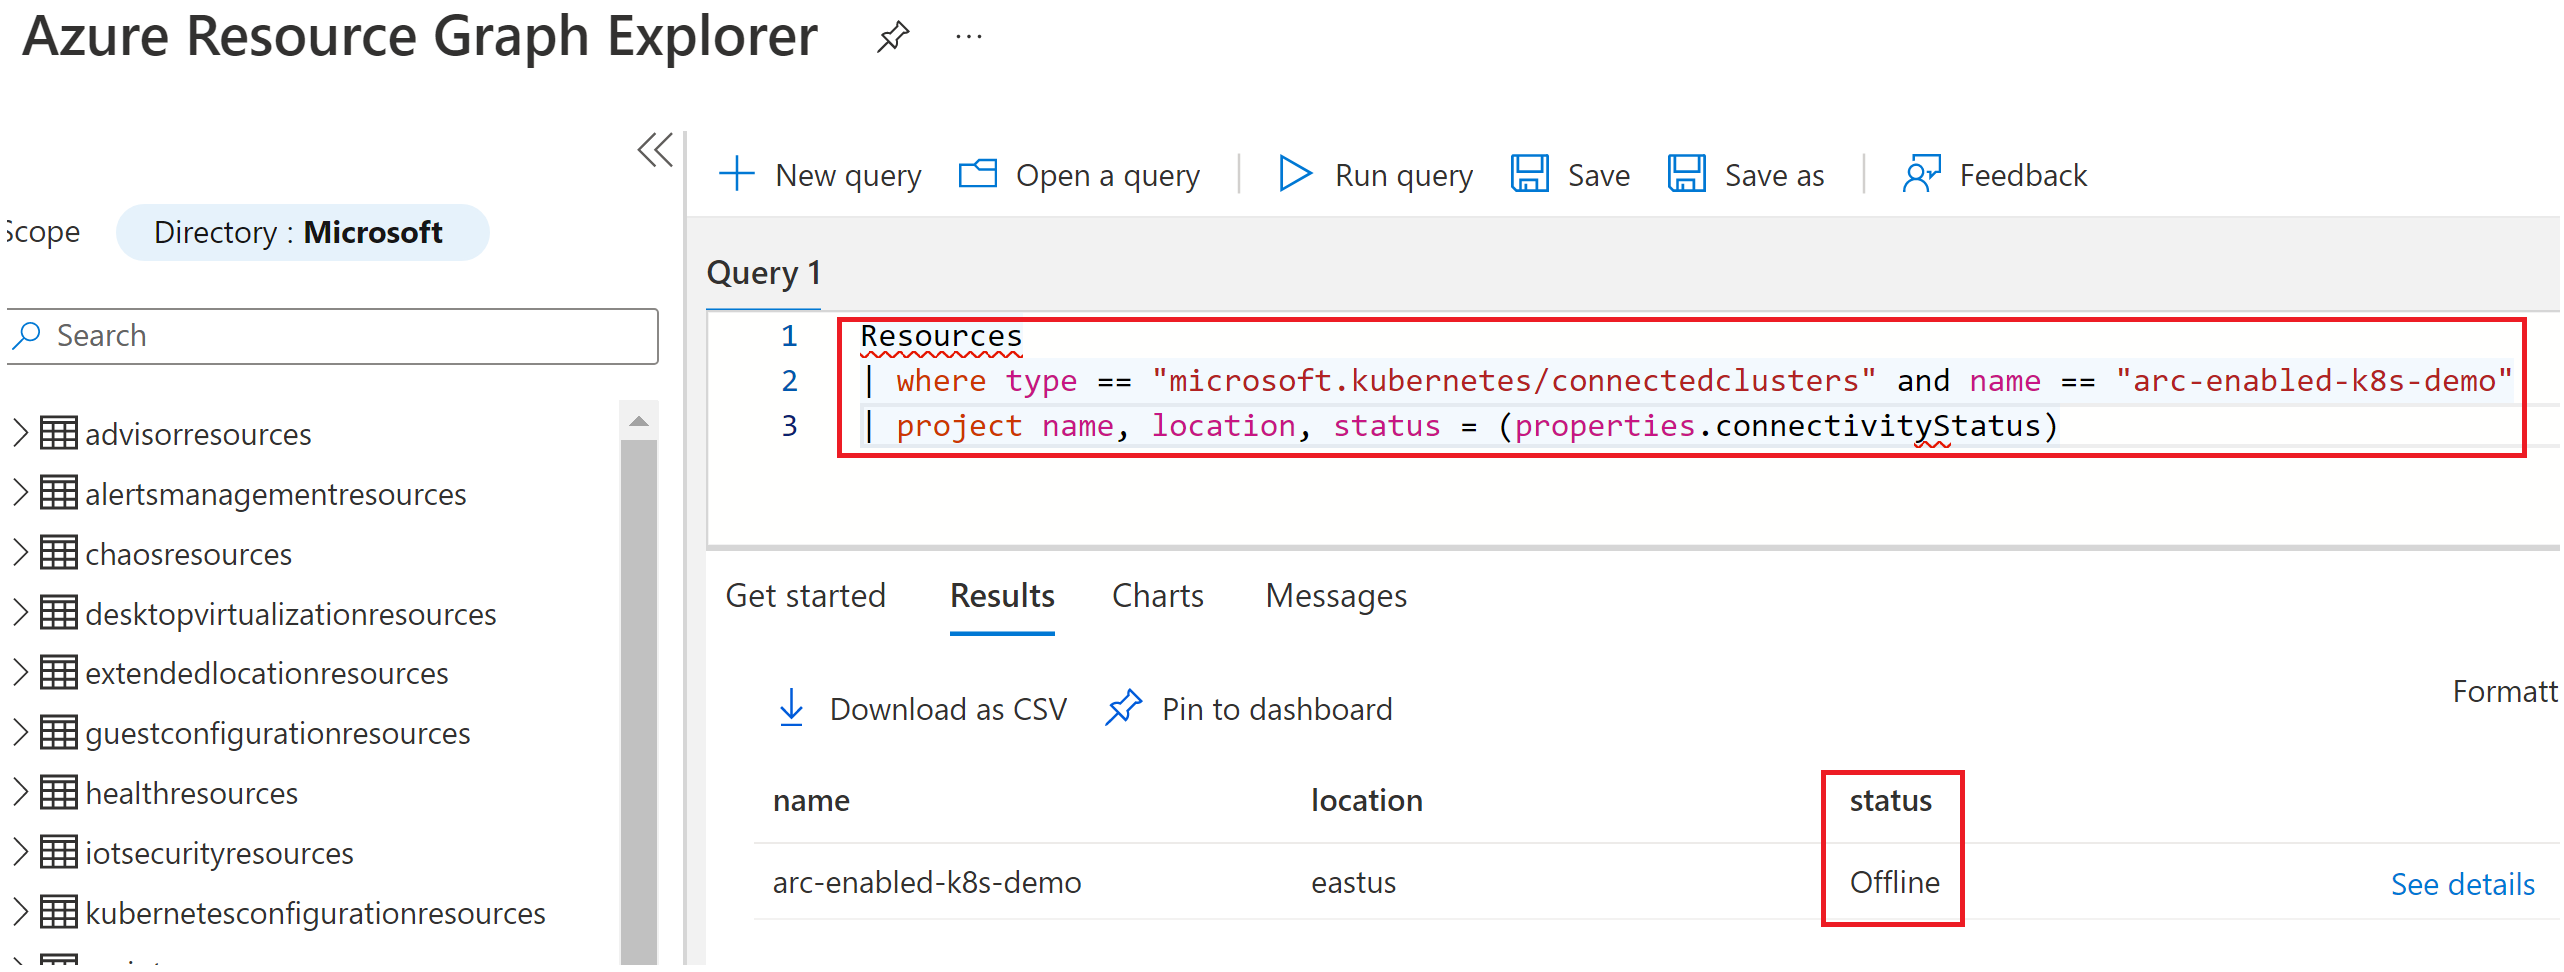 Azure Resource Graph Explorer ...
New query Open a query Run query Save Save as Feedback
Scope Directory : Microsoft
Search
advisorresources
alertsmanagementresources
chaosresources
desktopvirtualizationresources
extendedlocationresources
guestconfigurationresources
healthresources
iotsecurityresources
kubernetesconfigurationresources
Query 1
1 Resources
2 | where type == "microsoft.kubernetes/connectedclusters" and name == "arc-enabled-k8s-demo"
3 | project name, location, status = (properties.connectivityStatus)
Get started Results Charts Messages
Formatt
Download as CSV Pin to dashboard
name location status
arc-enabled-k8s-demo eastus Offline See details